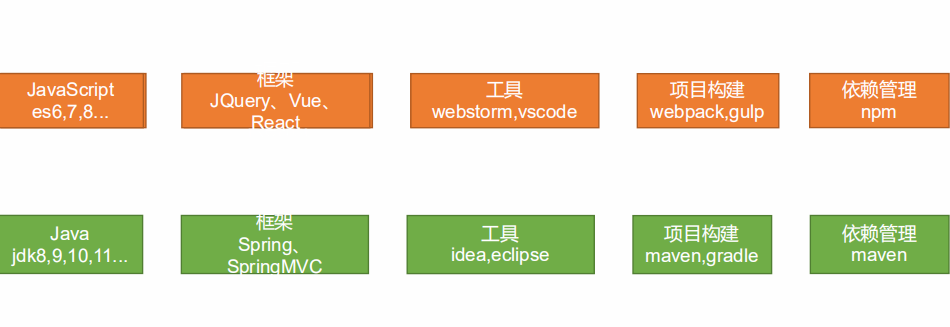 JavaScript
es6,7,8...
框架
JQuery、Vue、
React
工具
webstorm,vscode
项目构建
webpack,gulp
依赖管理
npm
Java
jdk8,9,10,11...
框架
Spring、
SpringMVC
工具
idea,eclipse
项目构建
maven,gradle
依赖管理
maven